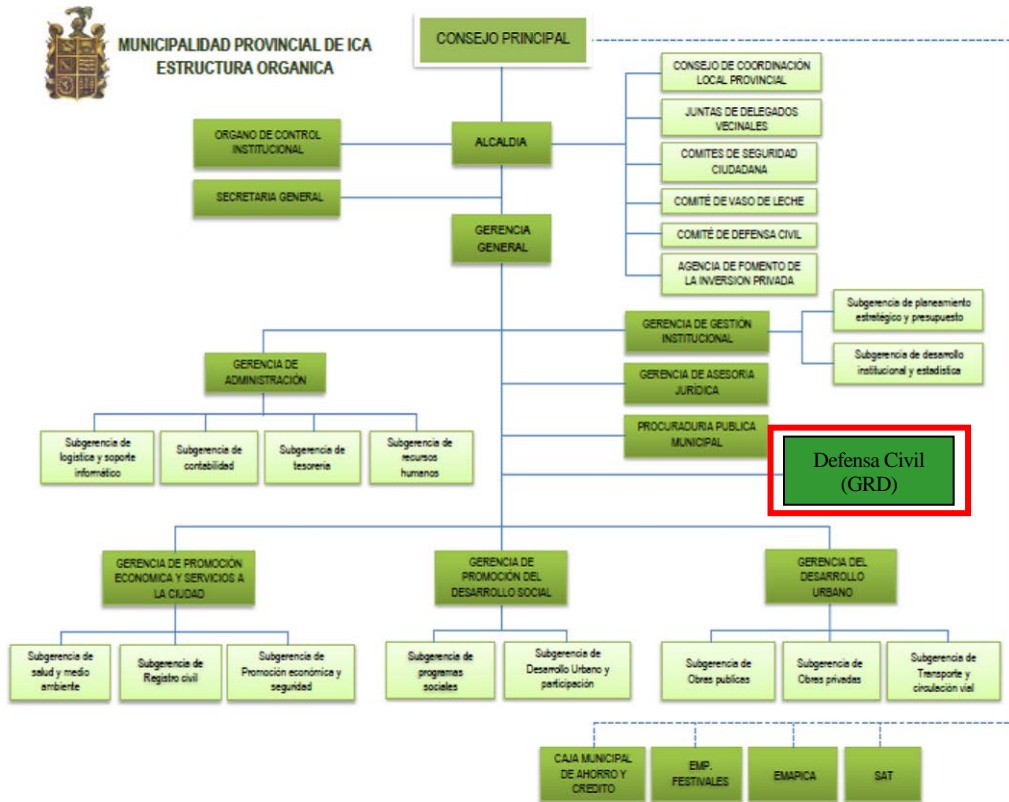 MUNICIPALIDAD PROVINCIAL DE ICA
ESTRUCTURA ORGANICA
CONSEJO PRINCIPAL
CONSEJO DE COORDINACIÓN
LOCAL PROVINCIAL
JUNTAS DE DELEGADOS
VECINALES
COMITES DE SEGURIDAD
CIUDADANA
COMITÉ DE VASO DE LECHE
COMITÉ DE DEFENSA CIVIL
AGENCIA DE FOMENTO DE
LA INVERSION PRIVADA
ORGANO DE CONTROL
INSTITUCIONAL
ALCALDIA
SECRETARIA GENERAL
GERENCIA
GENERAL
GERENCIA DE GESTIÓN
INSTITUCIONAL
Subgerencia de planeamiento
estratégico y presupuesto
Subgerencia de desarrollo
institucional y estadística
GERENCIA DE
ADMINISTRACIÓN
GERENCIA DE ASESORIA
JURÍDICA
PROCURADURIA PUBLICA
MUNICIPAL
Subgerencia de
logística y soporte
informático
Subgerencia de
contabilidad
Subgerencia de
tesorería
Subgerencia de
recursos
humanos
Defensa Civil
(GRD)
GERENCIA DE PROMOCIÓN
ECONOMICA Y SERVICIOS A
LA CIUDAD
GERENCIA DE
PROMOCIÓN DEL
DESARROLLO SOCIAL
GERENCIA DEL
DESARROLLO
URBANO
Subgerencia de
salud y medio
ambiente
Subgerencia de
Registro civil
Subgerencia de
Promoción económica y
seguridad
Subgerencia de
programas
sociales
Subgerencia de
Desarrollo Urbano y
participación
Subgerencia de
Obras publicas
Subgerencia de
Obras privadas
Subgerencia de
Transporte y
circulación vial
CAJA MUNICIPAL
DE AHORRO Y
CREDITO
EMP.
FESTIVALES
EMAPICA
SAT